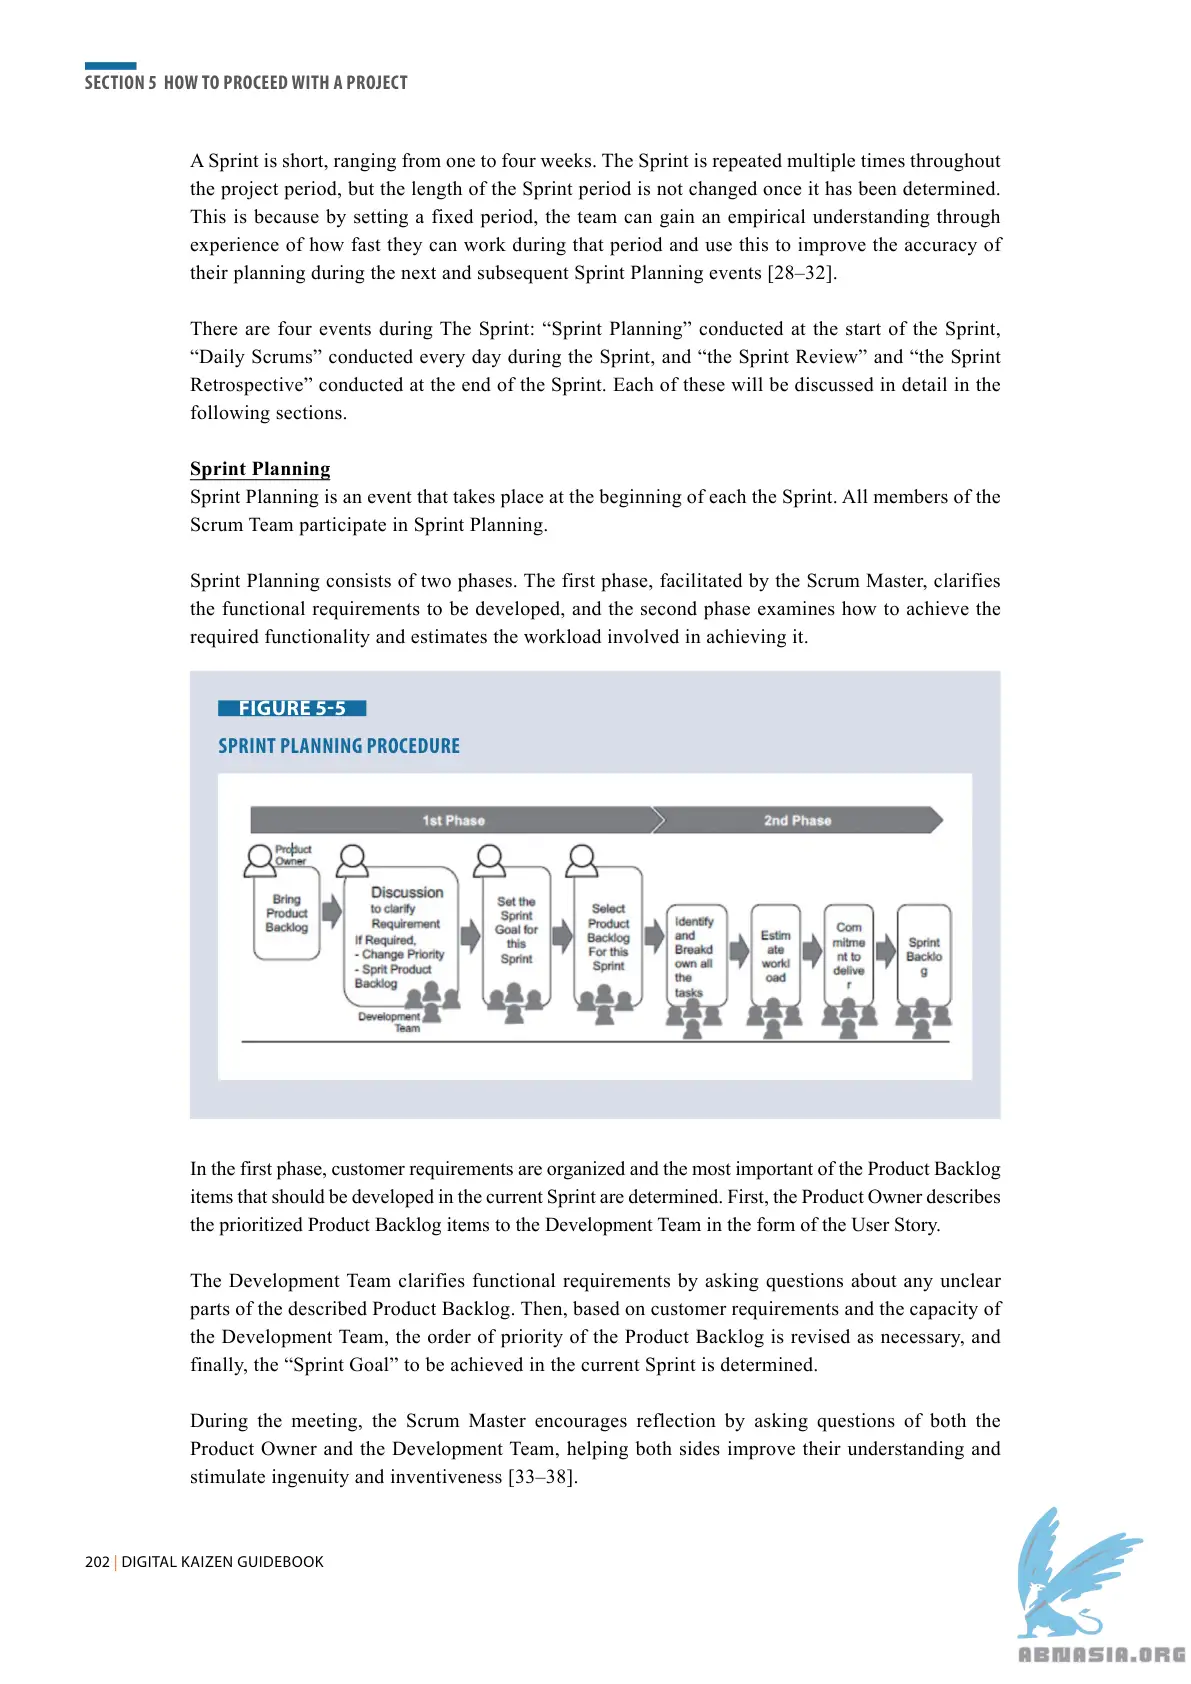 SECTION 5 HOW TO PROCEED WITH A PROJECT
A Sprint is short, ranging from one to four weeks. The Sprint is repeated multiple times throughout
the project period, but the length of the Sprint period is not changed once it has been determined.
This is because by setting a fixed period, the team can gain an empirical understanding through
experience of how fast they can work during that period and use this to improve the accuracy of
their planning during the next and subsequent Sprint Planning events [28–32].
There are four events during The Sprint: “Sprint Planning” conducted at the start of the Sprint,
“Daily Scrums” conducted every day during the Sprint, and “the Sprint Review” and “the Sprint
Retrospective” conducted at the end of the Sprint. Each of these will be discussed in detail in the
following sections.
Sprint Planning
Sprint Planning is an event that takes place at the beginning of each the Sprint. All members of the
Scrum Team participate in Sprint Planning.
Sprint Planning consists of two phases. The first phase, facilitated by the Scrum Master, clarifies
the functional requirements to be developed, and the second phase examines how to achieve the
required functionality and estimates the workload involved in achieving it.
FIGURE 5-5
SPRINT PLANNING PROCEDURE
1st Phase
2nd Phase
Product
Owner
Bring
Product
Backlog
Discussion
to clarify
Requirement
If Required,
- Change Priority
- Sprit Product
Backlog
Development
Team
Set the
Sprint
Goal for
this
Sprint
Select
Product
Backlog
For this
Sprint
Identify
and
Breakd
own all
the
tasks
Estim
ate
workl
oad
Com
mitme
nt to
delive
r
Sprint
Backlo
g
In the first phase, customer requirements are organized and the most important of the Product Backlog
items that should be developed in the current Sprint are determined. First, the Product Owner describes
the prioritized Product Backlog items to the Development Team in the form of the User Story.
The Development Team clarifies functional requirements by asking questions about any unclear
parts of the described Product Backlog. Then, based on customer requirements and the capacity of
the Development Team, the order of priority of the Product Backlog is revised as necessary, and
finally, the “Sprint Goal” to be achieved in the current Sprint is determined.
During the meeting, the Scrum Master encourages reflection by asking questions of both the
Product Owner and the Development Team, helping both sides improve their understanding and
stimulate ingenuity and inventiveness [33–38].
202 | DIGITAL KAIZEN GUIDEBOOK
ABNASIA.ORG